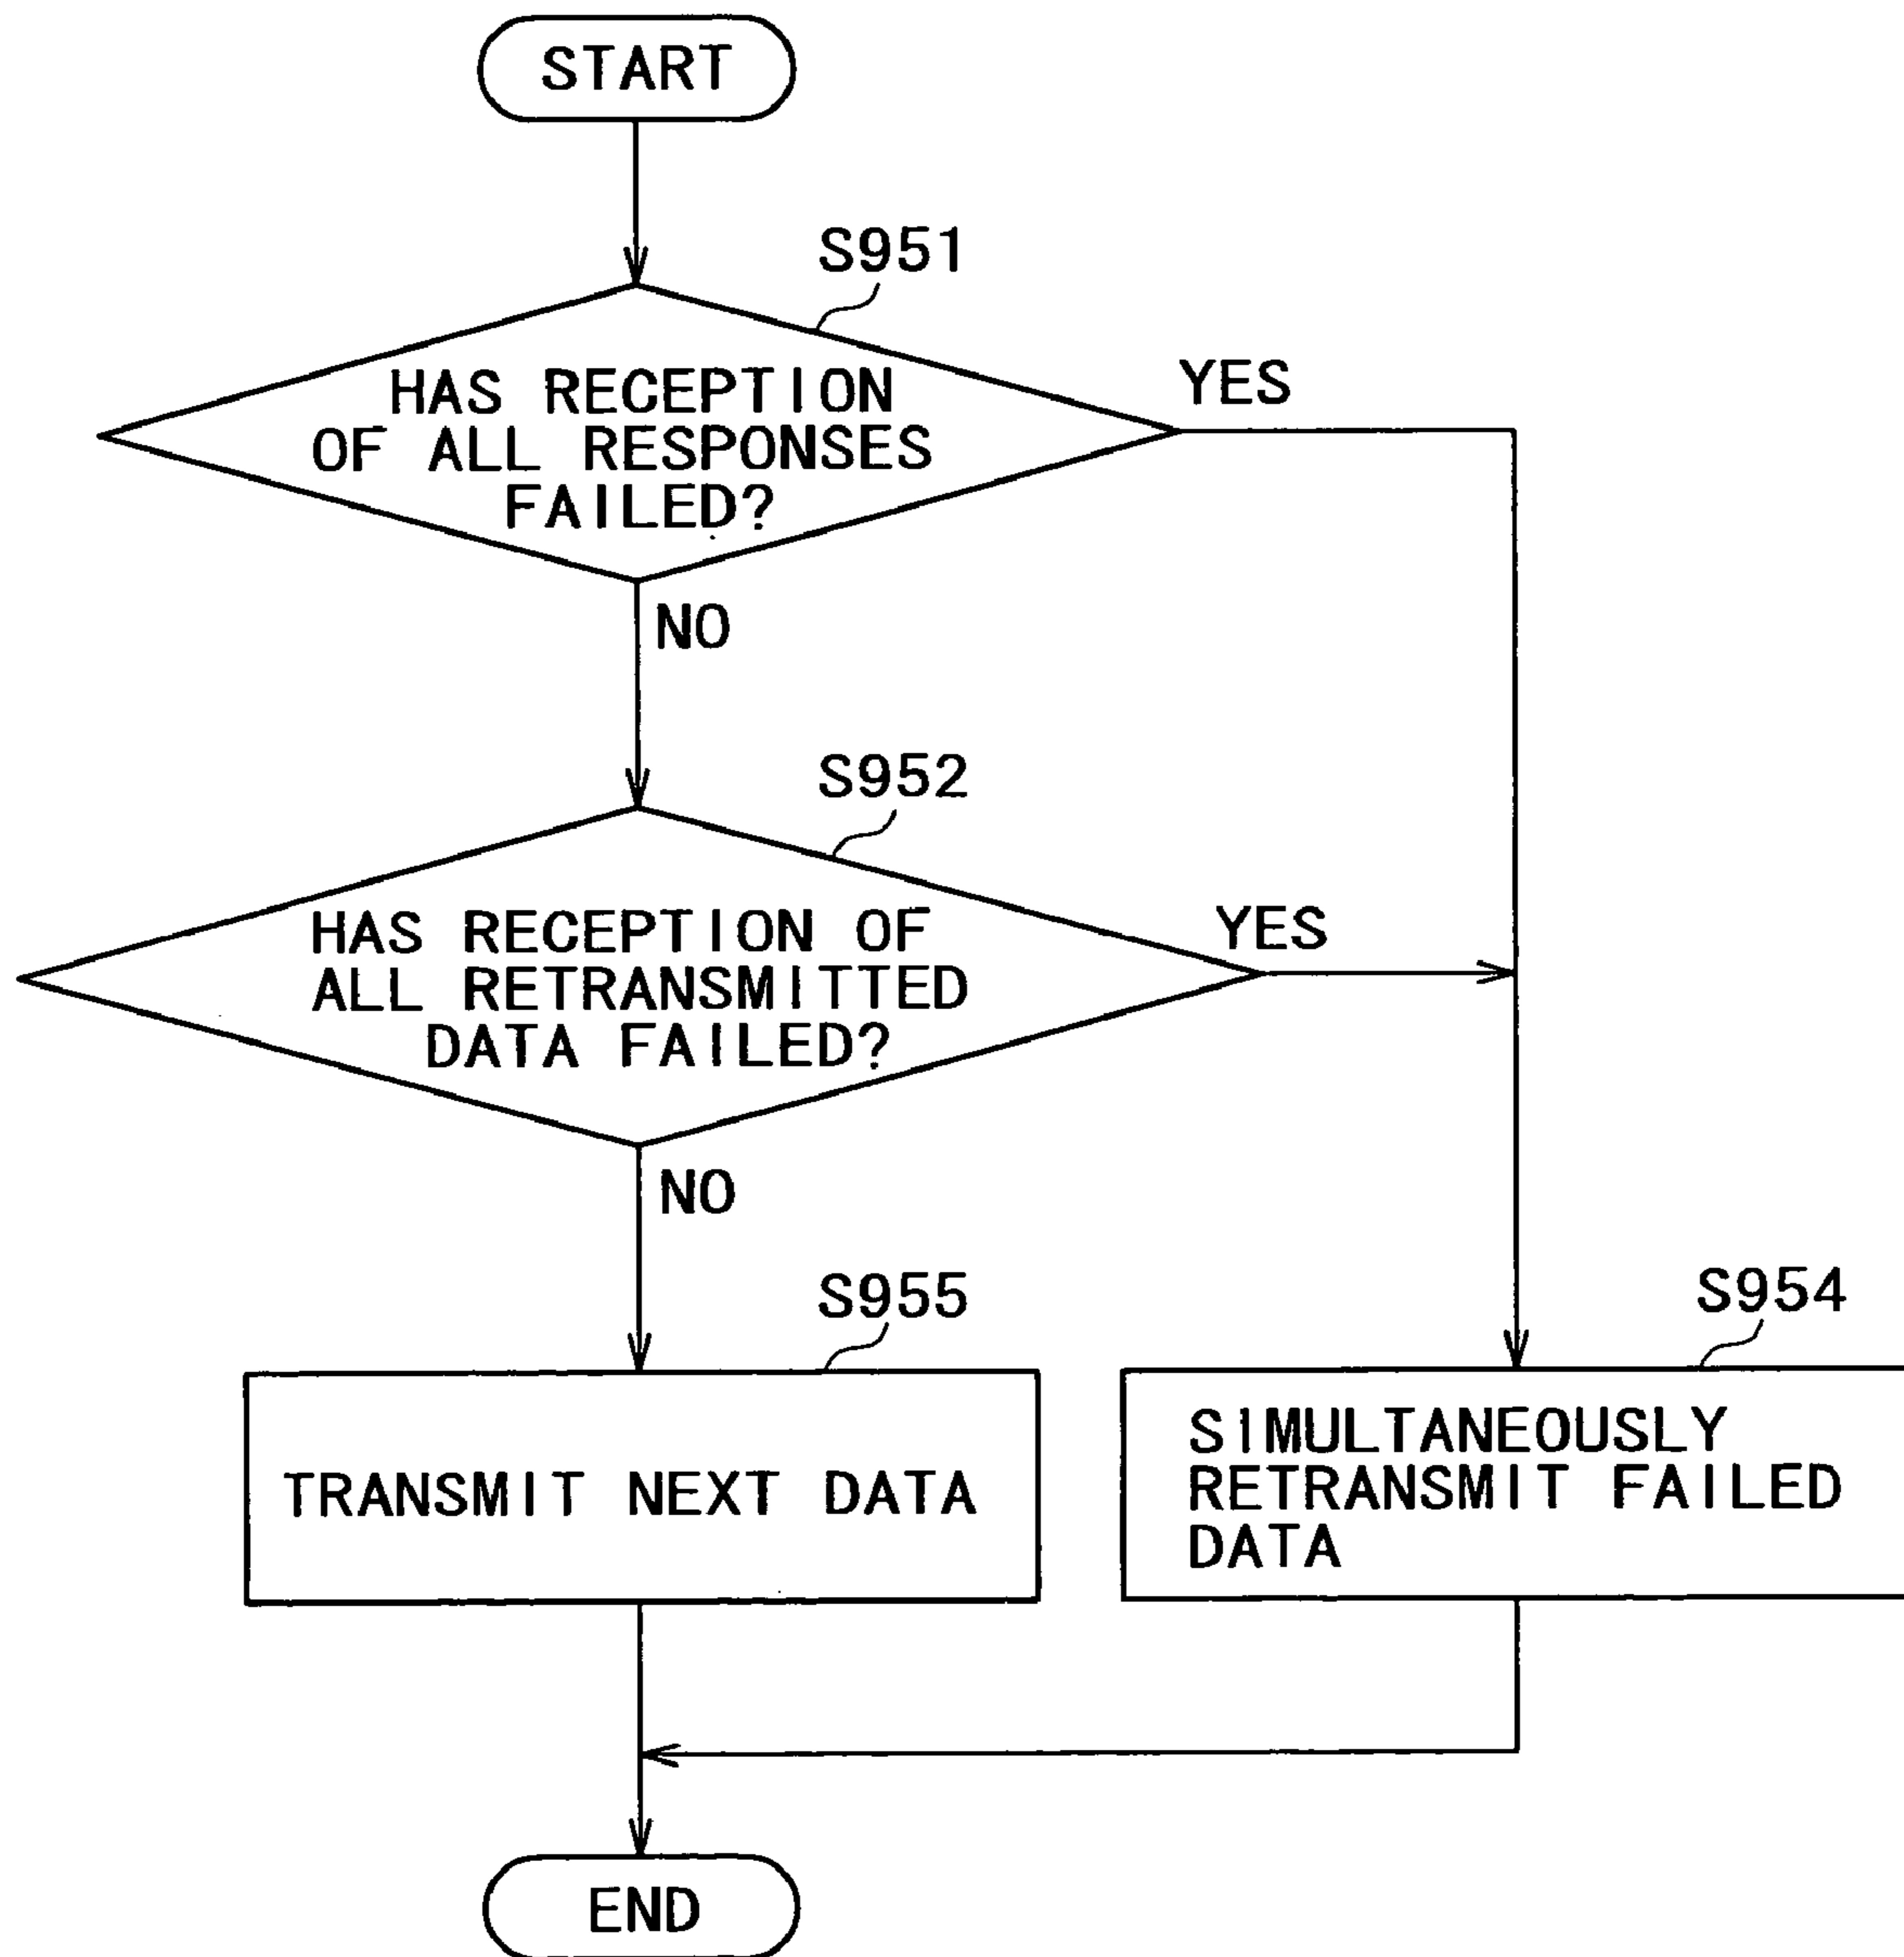 START
S951
HAS RECEPTION
OF ALL RESPONSES
FAILED?
YES
NO
S952
HAS RECEPTION OF
ALL RETRANSMITTED
DATA FAILED?
YES
NO
S955
TRANSMIT NEXT DATA
S954
SIMULTANEOUSLY
RETRANSMIT FAILED
DATA
END